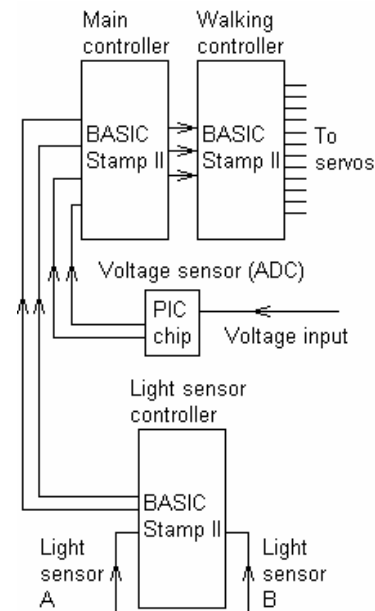 Main
controller
Walking
controller
BASIC
Stamp II
BASIC
Stamp II
To
servos
Voltage sensor (ADC)
PIC
chip
Voltage input
Light sensor
controller
BASIC
Stamp II
Light
sensor
A
Light
sensor
B